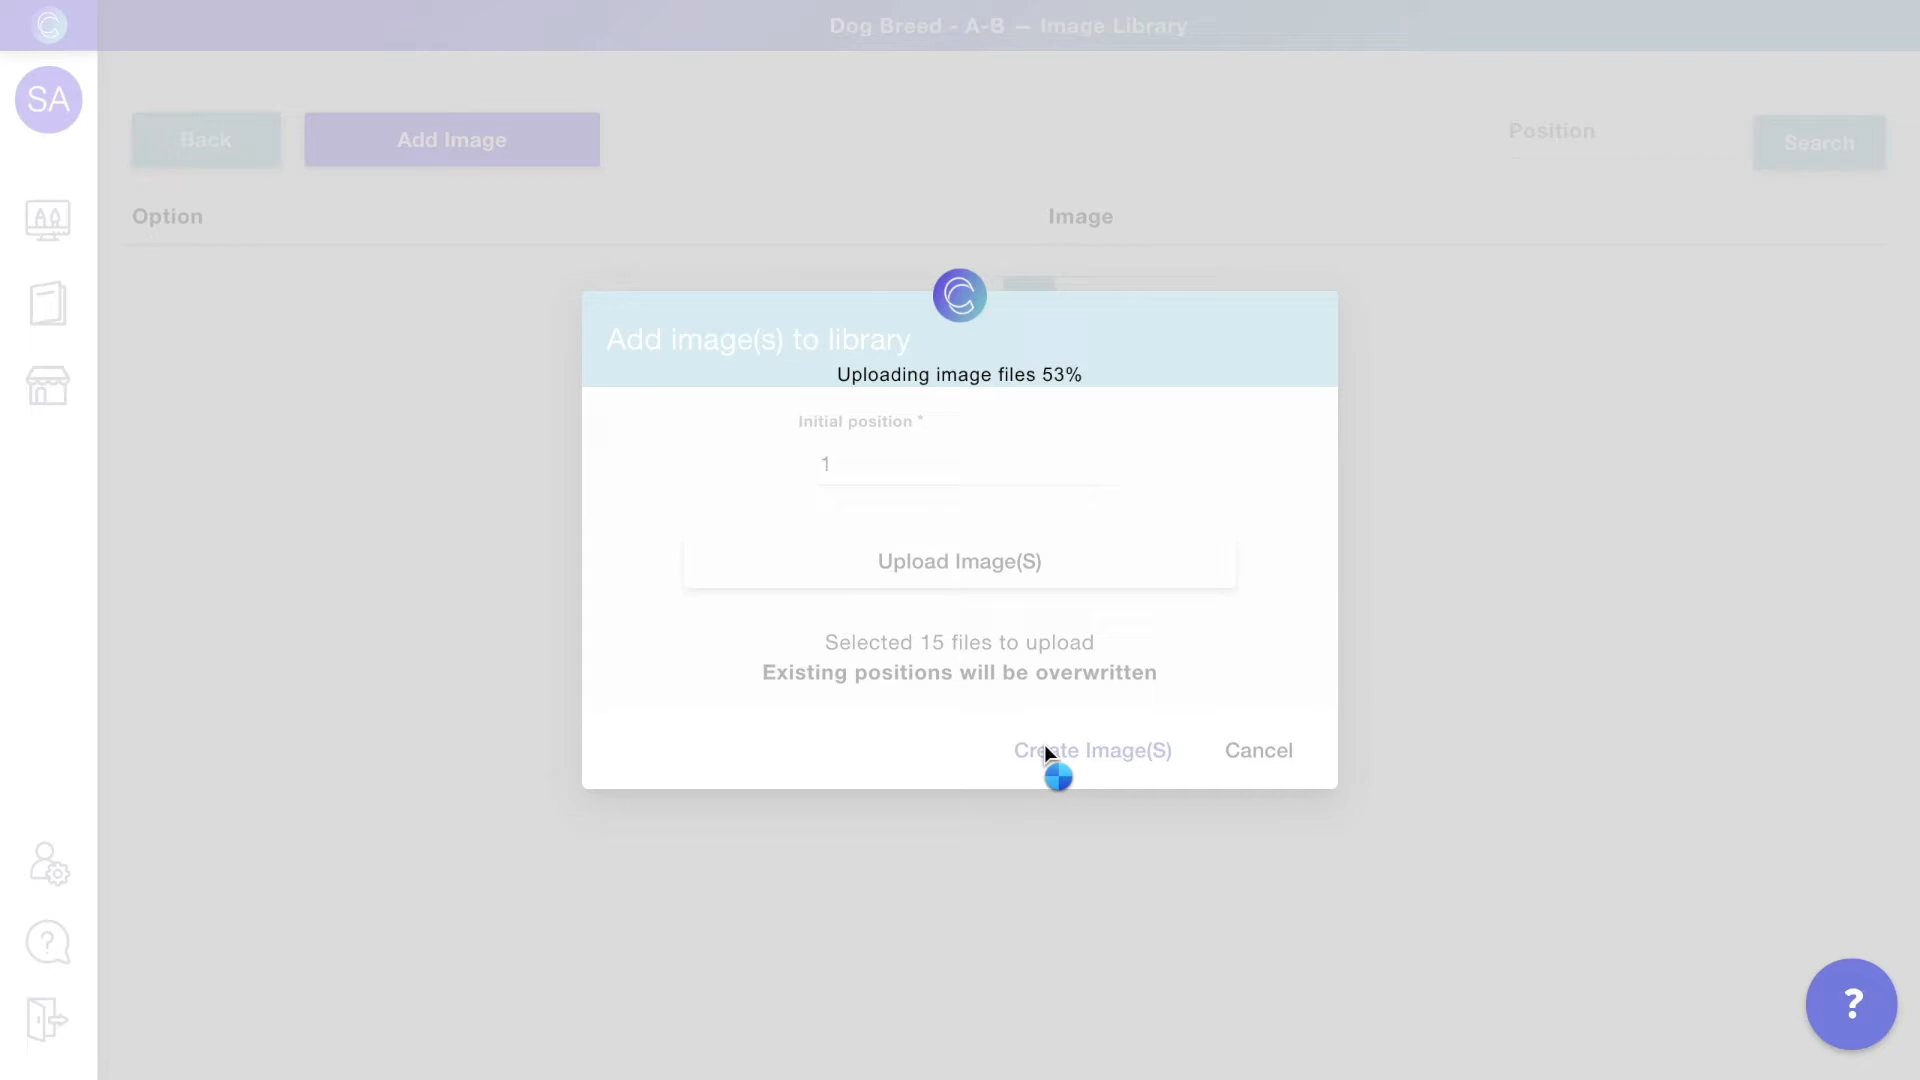 Dog Breed - A-B — Image Library
SA
Back
Add Image
Position
Search
Option
Image
Add image(s) to library
Uploading image files 53%
Initial position *
1
Upload Image(S)
Selected 15 files to upload
Existing positions will be overwritten
Create Image(S)
Cancel
?
?